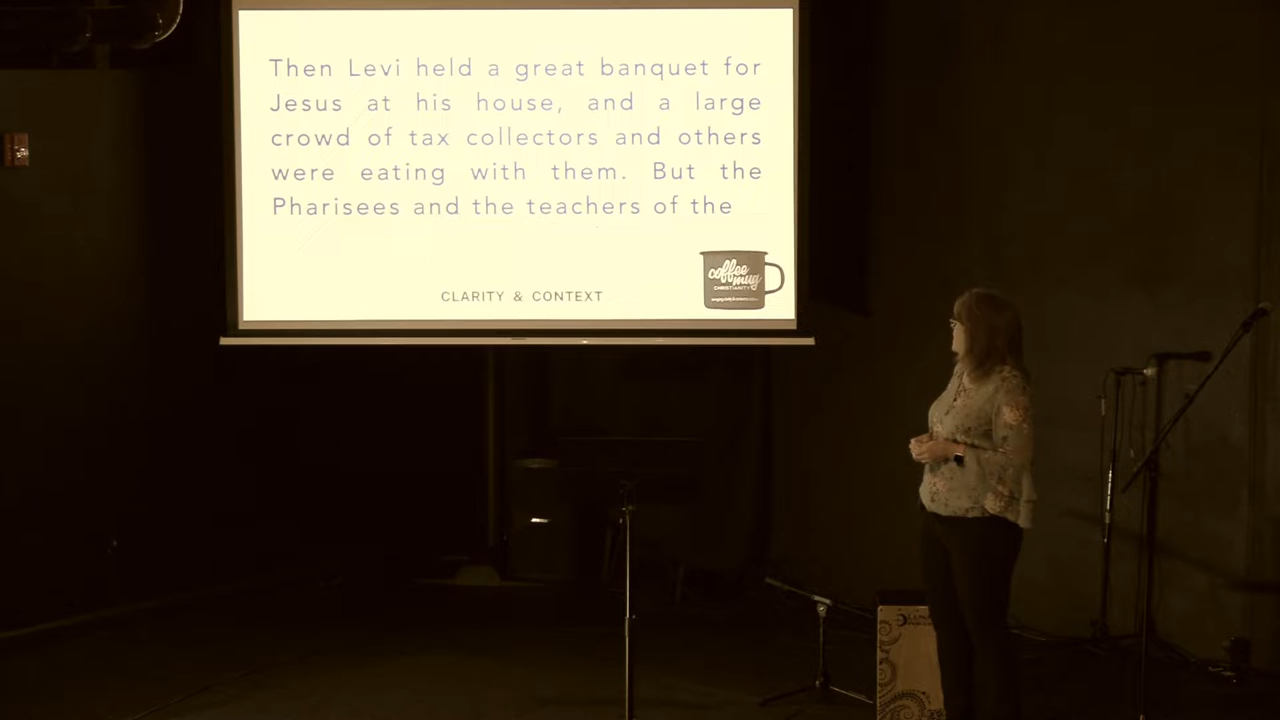 Then Levi held a great banquet for
Jesus at his house, and a large
crowd of tax collectors and others
were eating with them. But the
Pharisees and the teachers of the
CLARITY & CONTEXT
coffee
mug
CHRISTIANITY